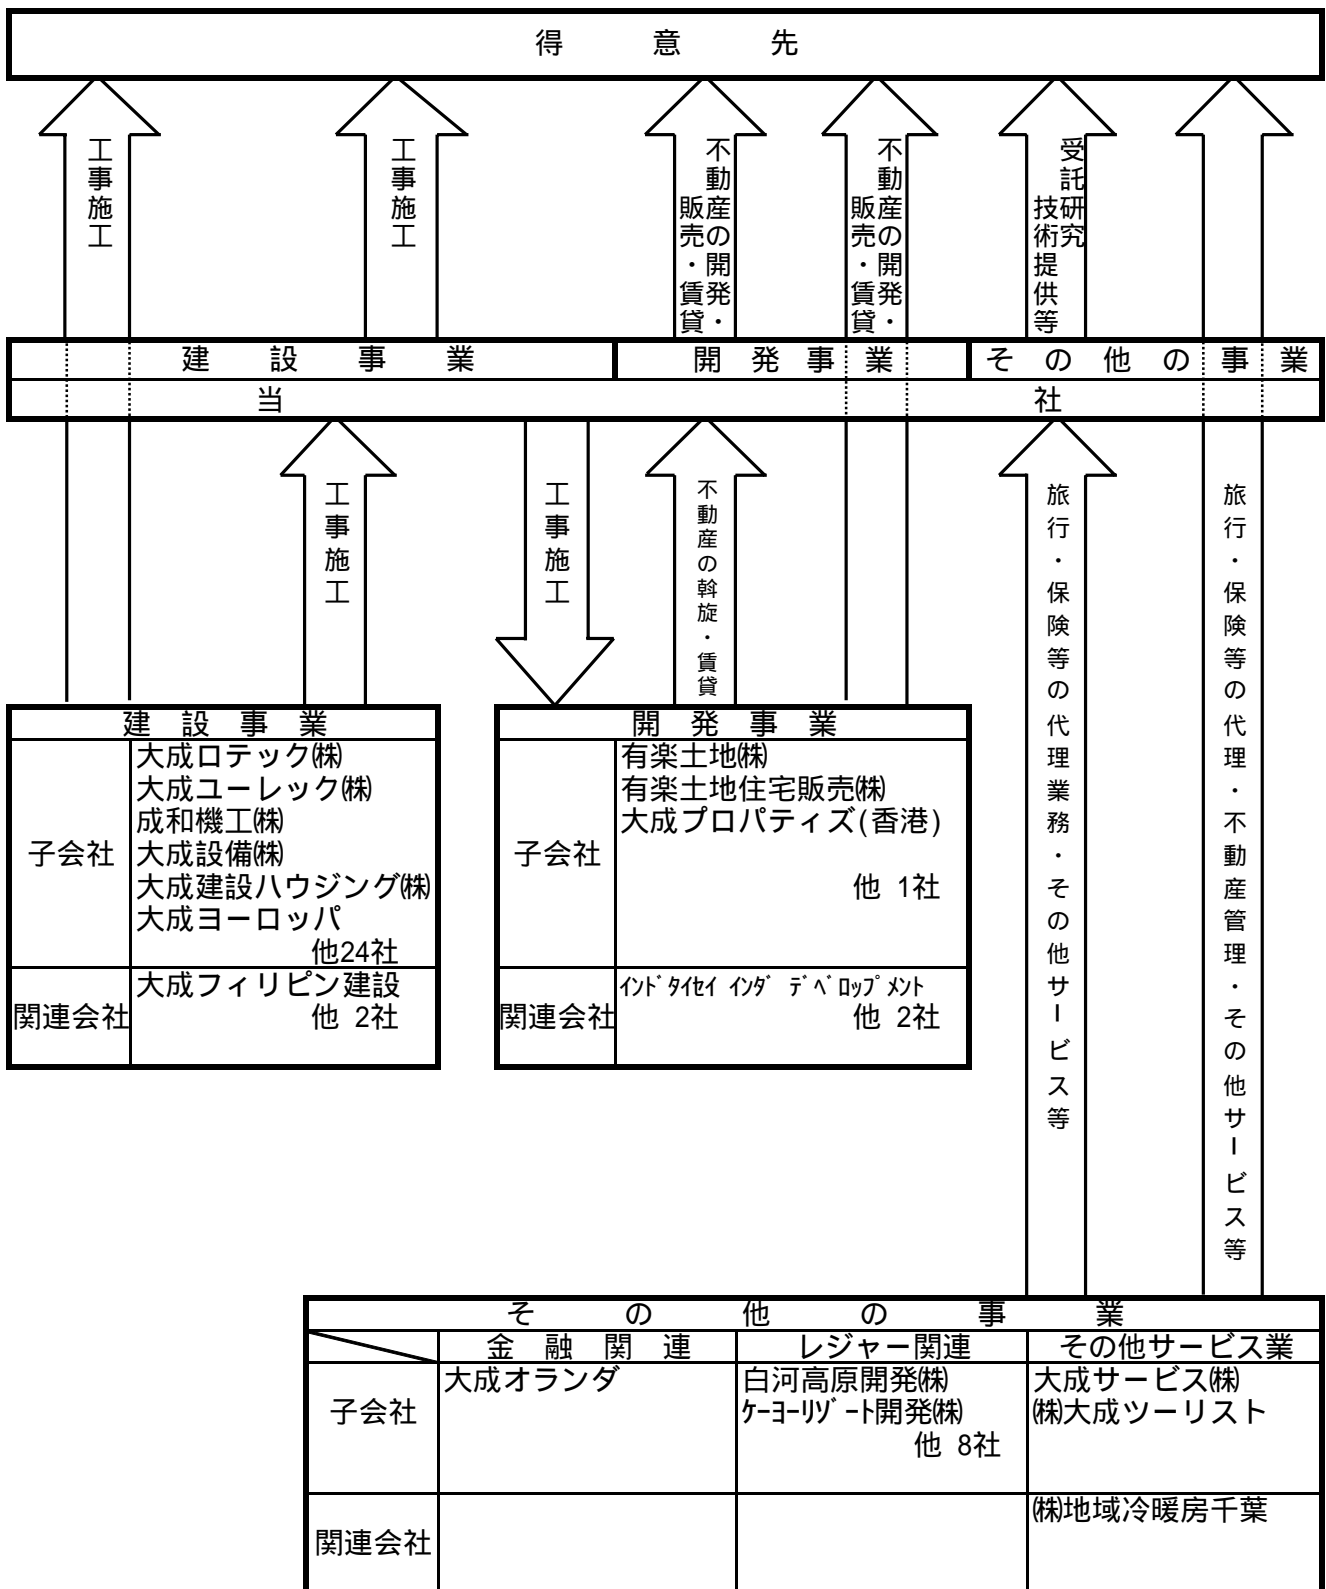 得意先
工事施工
工事施工
不動産の開発・
販売・賃貸
不動産の開発・
販売・賃貸
受託研究
技術提供等
建設事業
開発事業
その他の事業
当社
工事施工
工事施工
不動産の斡旋・賃貸
旅行・保険等の代理業務・その他サービス等
旅行・保険等の代理・不動産管理・その他サービス等
建設事業
子会社
大成ロテック㈱
大成ユーレック㈱
成和機工㈱
大成設備㈱
大成建設ハウジング㈱
大成ヨーロッパ
他24社
関連会社
大成フィリピン建設
他 2社
開発事業
子会社
有楽土地㈱
有楽土地住宅販売㈱
大成プロパティズ(香港)
他 1社
関連会社
ｲﾝﾄﾞﾀｲｾｲ ｲﾝﾀﾞ ﾃﾞﾍﾞﾛｯﾌﾟﾒﾝﾄ
他 2社
その他の事業
金融関連
レジャー関連
その他サービス業
子会社
大成オランダ
白河高原開発㈱
ｹｰﾖｰﾘｿﾞｰﾄ開発㈱
他 8社
大成サービス㈱
㈱大成ツーリスト
関連会社
㈱地域冷暖房千葉